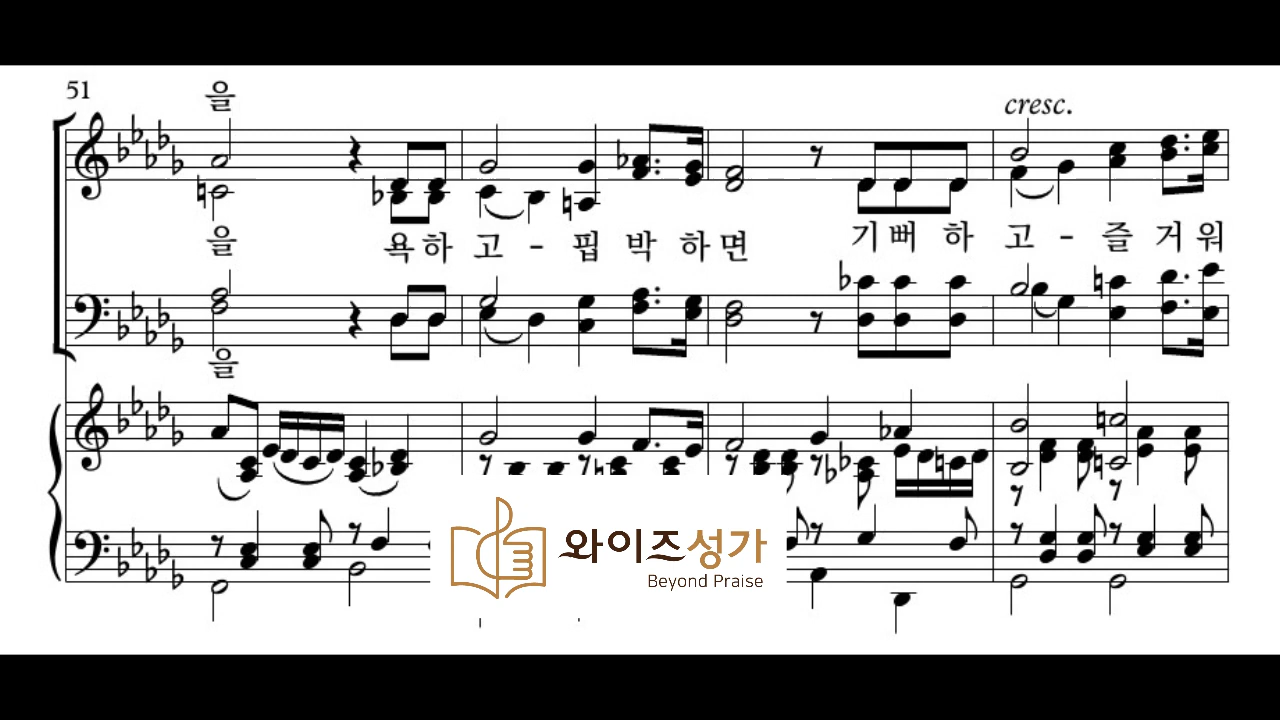 51
을
cresc.
을 욕하 고 - 핍 박 하 면 기 뻐 하 고 - 즐 거 워
을
와이즈성가
Beyond Praise